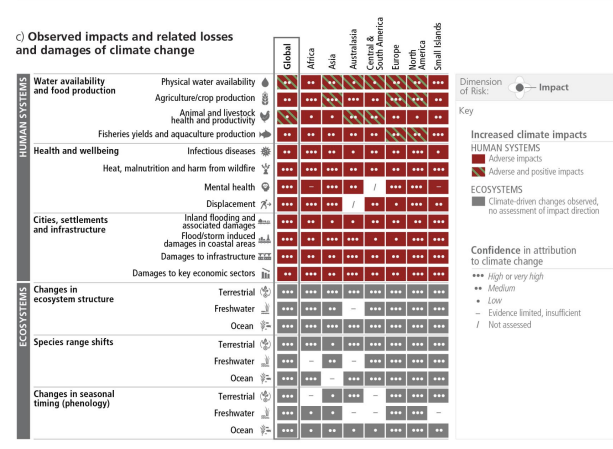 c) Observed impacts and related losses
and damages of climate change
Global
Africa
Asia
Australasia
Central &
South America
Europe
North
America
Small Islands
HUMAN SYSTEMS
Water availability
and food production
Physical water availability
Agriculture/crop production
Animal and livestock
health and productivity
Fisheries yields and aquaculture production
Health and wellbeing
Infectious diseases
Heat, malnutrition and harm from wildfire
Mental health
Displacement
Cities, settlements
and infrastructure
Inland flooding and
associated damages
Flood/storm induced
damages in coastal areas
Damages to infrastructure
Damages to key economic sectors
ECOSYSTEMS
Changes in
ecosystem structure
Terrestrial
Freshwater
Ocean
Species range shifts
Terrestrial
Freshwater
Ocean
Changes in seasonal
timing (phenology)
Terrestrial
Freshwater
Ocean
Dimension
of Risk:
Impact
Key
Increased climate impacts
HUMAN SYSTEMS
Adverse impacts
Adverse and positive impacts
ECOSYSTEMS
Climate-driven changes observed,
no assessment of impact direction
Confidence in attribution
to climate change
••• High or very high
•• Medium
• Low
– Evidence limited, insufficient
/ Not assessed